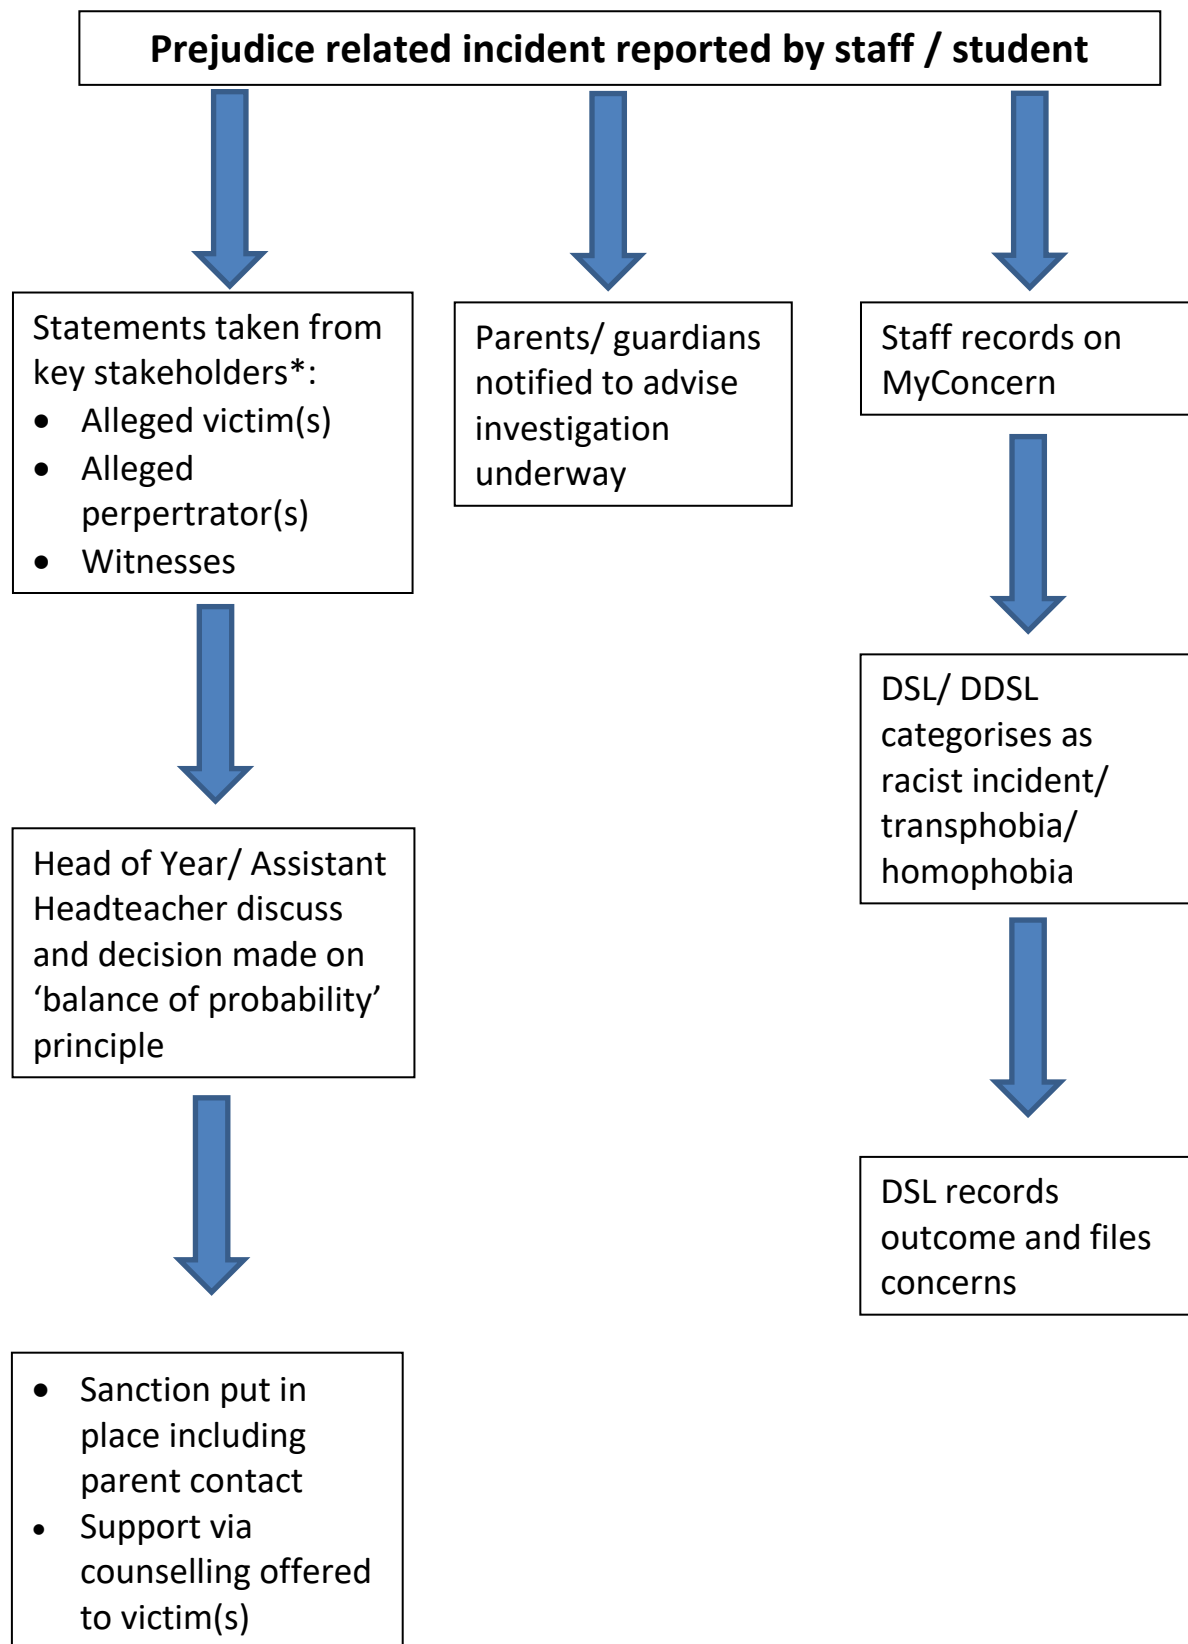 Prejudice related incident reported by staff / student
Statements taken from
key stakeholders*:
• Alleged victim(s)
• Alleged
perpertrator(s)
• Witnesses
Parents/ guardians
notified to advise
investigation
underway
Staff records on
MyConcern
DSL/ DDSL
categorises as
racist incident/
transphobia/
homophobia
Head of Year/ Assistant
Headteacher discuss
and decision made on
‘balance of probability’
principle
DSL records
outcome and files
concerns
• Sanction put in
place including
parent contact
• Support via
counselling offered
to victim(s)